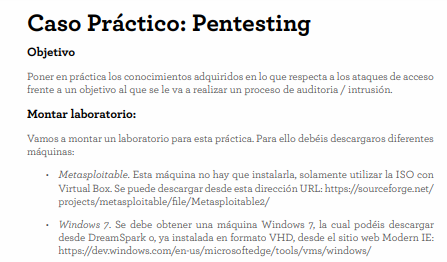 Caso Práctico: Pentesting
Objetivo
Poner en práctica los conocimientos adquiridos en lo que respecta a los ataques de acceso
frente a un objetivo al que se le va a realizar un proceso de auditoria / intrusión.
Montar laboratorio:
Vamos a montar un laboratorio para esta práctica. Para ello debéis descargaros diferentes
máquinas:
• Metasploitable. Esta máquina no hay que instalarla, solamente utilizar la ISO con
Virtual Box. Se puede descargar desde esta dirección URL: https://sourceforge.net/
projects/metasploitable/file/Metasploitable2/
• Windows 7. Se debe obtener una máquina Windows 7, la cual podéis descargar
desde DreamSpark o, ya instalada en formato VHD, desde el sitio web Modern IE:
https://dev.windows.com/en-us/microsoftedge/tools/vms/windows/